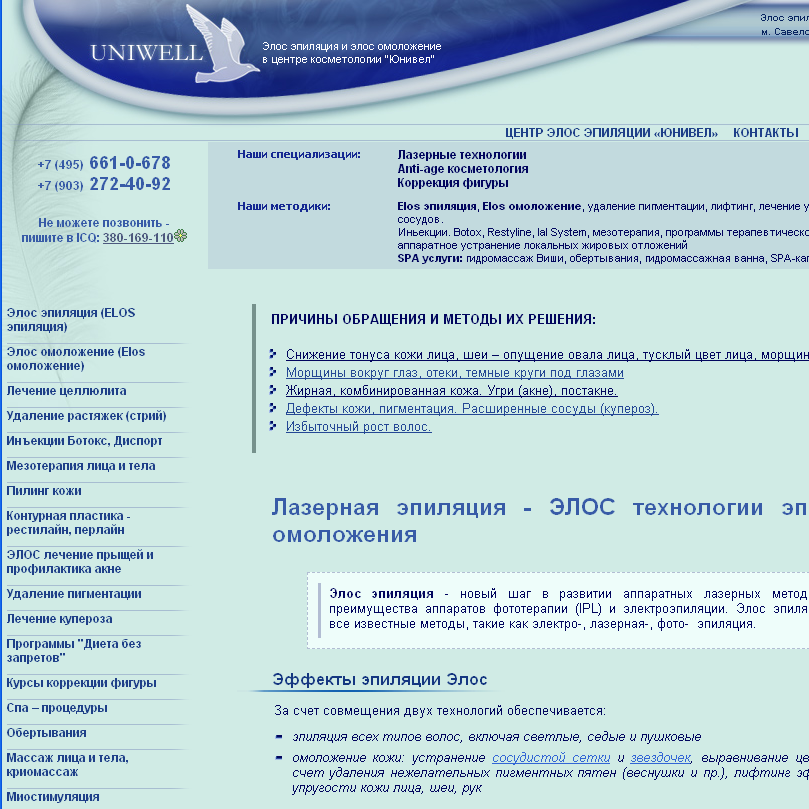 UNIWELL
Элос эпиляция и элос омоложение
в центре косметологии "Юнивел"
Элос
м. Савело
ЦЕНТР ЭЛОС ЭПИЛЯЦИИ «ЮНИВЕЛ» КОНТАКТЫ
+7 (495) 661-0-678
+7 (903) 272-40-92
Не можете позвонить -
пишите в ICQ: 380-169-110
Наши специализации:
Лазерные технологии
Anti-age косметология
Коррекция фигуры
Наши методики:
Elos эпиляция, Elos омоложение, удаление пигментации, лифтинг, лечение у
сосудов.
Инъекции. Botox, Restyline, Ial System, мезотерапия, программы терапевтическо
аппаратное устранение локальных жировых отложений
SPA услуги: гидромассаж Виши, обертывания, гидромассажная ванна, SPA-кап
Элос эпиляция (ELOS
эпиляция)
Элос омоложение (Elos
омоложение)
Лечение целлюлита
Удаление растяжек (стрий)
Инъекции Ботокс, Диспорт
Мезотерапия лица и тела
Пилинг кожи
Контурная пластика -
рестилайн, перлайн
ЭЛОС лечение прыщей и
профилактика акне
Удаление пигментации
Лечение купероза
Программы "Диета без
запретов"
Курсы коррекции фигуры
Спа – процедуры
Обертывания
Массаж лица и тела,
криомассаж
Миостимуляция
ПРИЧИНЫ ОБРАЩЕНИЯ И МЕТОДЫ ИХ РЕШЕНИЯ:
Снижение тонуса кожи лица, шеи – опущение овала лица, тусклый цвет лица, морщин
Морщины вокруг глаз, отеки, темные круги под глазами
Жирная, комбинированная кожа. Угри (акне), постакне.
Дефекты кожи, пигментация. Расширенные сосуды (купероз).
Избыточный рост волос.
Лазерная эпиляция - ЭЛОС технологии эп
омоложения
Элос эпиляция - новый шаг в развитии аппаратных лазерных метод
преимущества аппаратов фототерапии (IPL) и электроэпиляции. Элос эпиля
все известные методы, такие как электро-, лазерная-, фото- эпиляция.
Эффекты эпиляции Элос
За счет совмещения двух технологий обеспечивается:
эпиляция всех типов волос, включая светлые, седые и пушковые
омоложение кожи: устранение сосудистой сетки и звездочек, выравнивание цв
счет удаления нежелательных пигментных пятен (веснушки и пр.), лифтинг эф
упругости кожи лица, шеи, рук